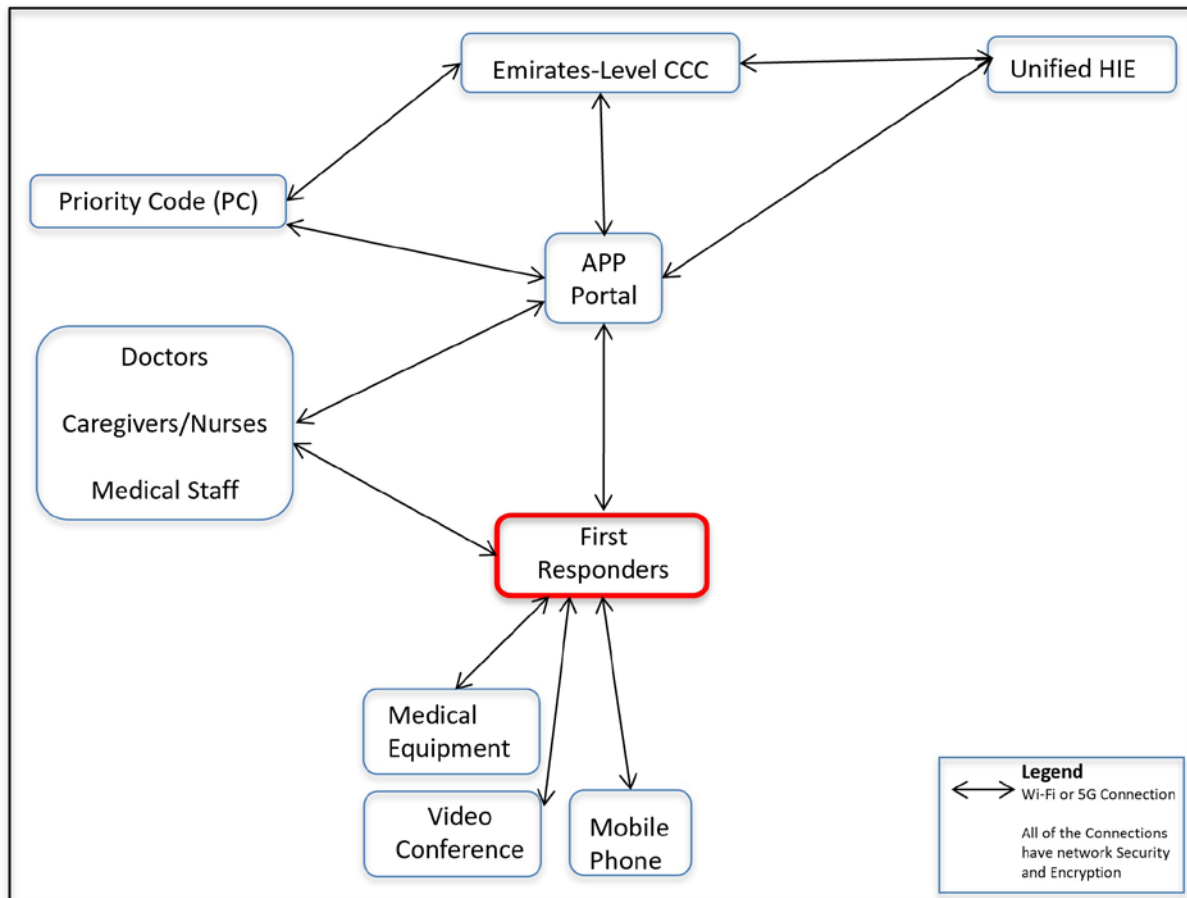 Emirates-Level CCC
Unified HIE
Priority Code (PC)
APP
Portal
Doctors
Caregivers/Nurses
Medical Staff
First
Responders
Medical
Equipment
Video
Conference
Mobile
Phone
Legend
Wi-Fi or 5G Connection
All of the Connections
have network Security
and Encryption